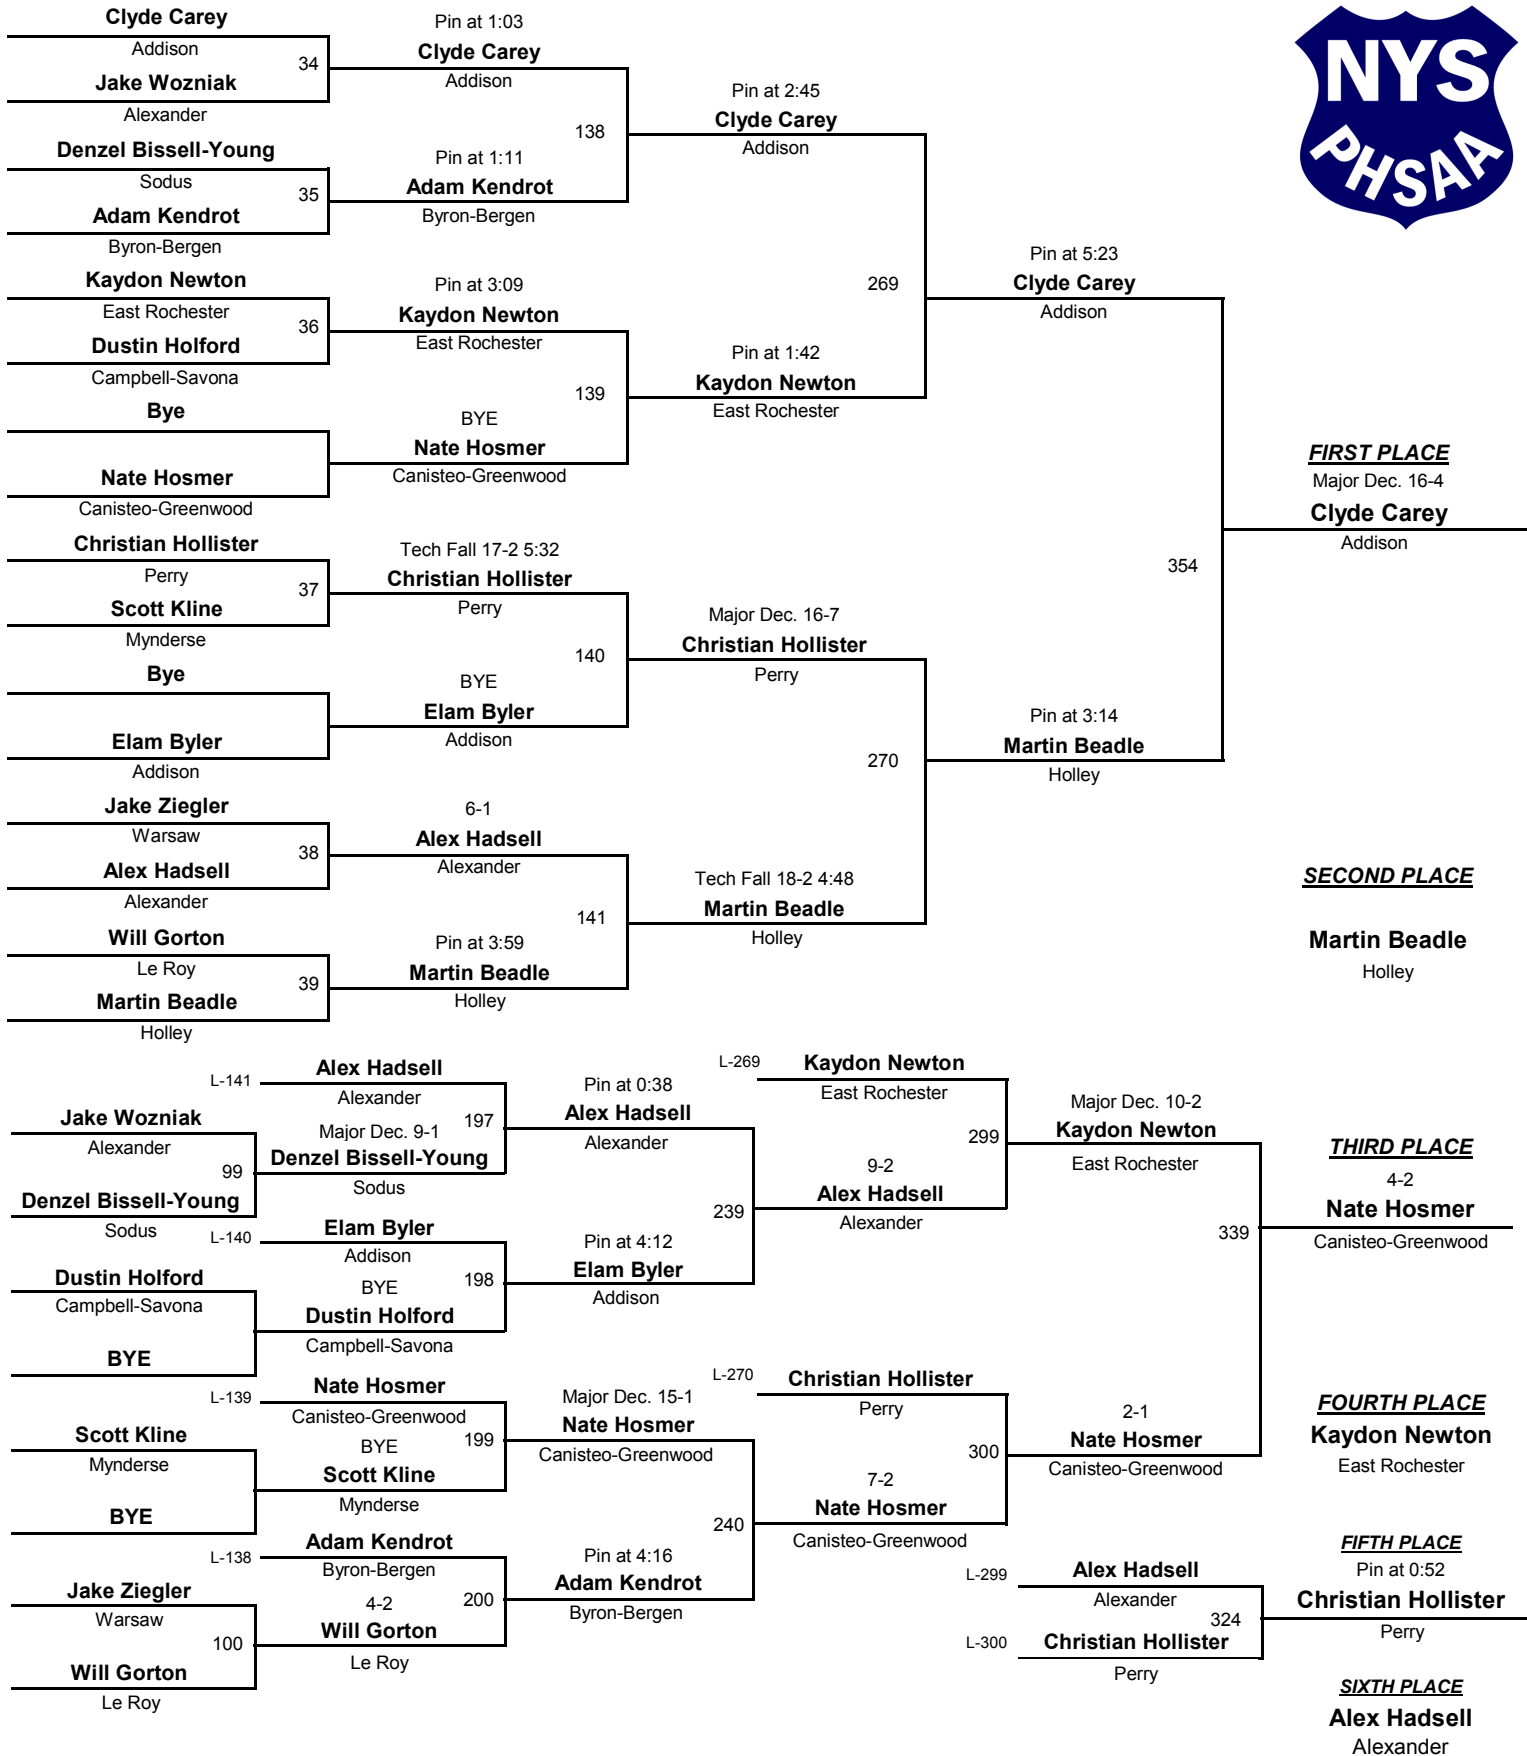 NYS
PHSAA
Clyde Carey
Addison
34
Jake Wozniak
Alexander
Denzel Bissell-Young
Sodus
35
Adam Kendrot
Byron-Bergen
Kaydon Newton
East Rochester
36
Dustin Holford
Campbell-Savona
Bye
Nate Hosmer
Canisteo-Greenwood
Christian Hollister
Perry
37
Scott Kline
Mynderse
Bye
Elam Byler
Addison
Jake Ziegler
Warsaw
38
Alex Hadsell
Alexander
Will Gorton
Le Roy
39
Martin Beadle
Holley
Pin at 1:03
Clyde Carey
Addison
138
Pin at 1:11
Adam Kendrot
Byron-Bergen
Pin at 3:09
Kaydon Newton
East Rochester
139
BYE
Nate Hosmer
Canisteo-Greenwood
Tech Fall 17-2 5:32
Christian Hollister
Perry
140
BYE
Elam Byler
Addison
6-1
Alex Hadsell
Alexander
141
Pin at 3:59
Martin Beadle
Holley
Pin at 2:45
Clyde Carey
Addison
269
Pin at 1:42
Kaydon Newton
East Rochester
Major Dec. 16-7
Christian Hollister
Perry
270
Tech Fall 18-2 4:48
Martin Beadle
Holley
Pin at 5:23
Clyde Carey
Addison
354
Pin at 3:14
Martin Beadle
Holley
FIRST PLACE
Major Dec. 16-4
Clyde Carey
Addison
SECOND PLACE
Martin Beadle
Holley
Jake Wozniak
Alexander
99
Denzel Bissell-Young
Sodus
Dustin Holford
Campbell-Savona
BYE
Scott Kline
Mynderse
BYE
Jake Ziegler
Warsaw
100
Will Gorton
Le Roy
L-141
Alex Hadsell
Alexander
197
Major Dec. 9-1
Denzel Bissell-Young
Sodus
L-140
Elam Byler
Addison
198
BYE
Dustin Holford
Campbell-Savona
L-139
Nate Hosmer
Canisteo-Greenwood
199
BYE
Scott Kline
Mynderse
L-138
Adam Kendrot
Byron-Bergen
200
4-2
Will Gorton
Le Roy
Pin at 0:38
Alex Hadsell
Alexander
239
Pin at 4:12
Elam Byler
Addison
Major Dec. 15-1
Nate Hosmer
Canisteo-Greenwood
240
Pin at 4:16
Adam Kendrot
Byron-Bergen
L-269
Kaydon Newton
East Rochester
299
9-2
Alex Hadsell
Alexander
L-270
Christian Hollister
Perry
300
7-2
Nate Hosmer
Canisteo-Greenwood
Major Dec. 10-2
Kaydon Newton
East Rochester
339
2-1
Nate Hosmer
Canisteo-Greenwood
THIRD PLACE
4-2
Nate Hosmer
Canisteo-Greenwood
FOURTH PLACE
Kaydon Newton
East Rochester
L-299
Alex Hadsell
Alexander
324
L-300
Christian Hollister
Perry
FIFTH PLACE
Pin at 0:52
Christian Hollister
Perry
SIXTH PLACE
Alex Hadsell
Alexander